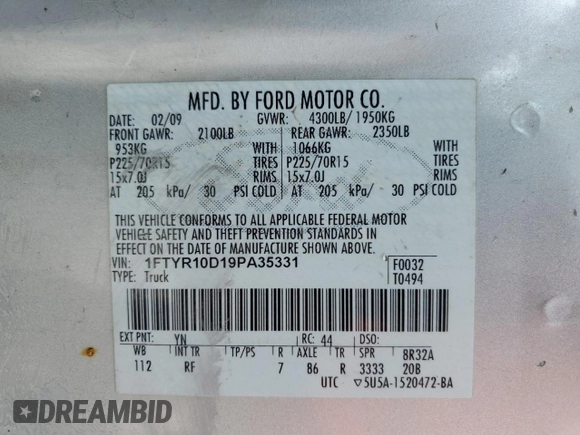 MFD. BY FORD MOTOR CO.
DATE: 02/09 GVWR: 4300LB/ 1950KG
FRONT GAWR: 2100LB REAR GAWR: 2350LB
953KG WITH 1066KG WITH
P225/70R15 TIRES P225/70R15 TIRES
15x7.0J RIMS 15x7.0J RIMS
AT 205 kPa/ 30 PSI COLD AT 205 kPa/ 30 PSI COLD
THIS VEHICLE CONFORMS TO ALL APPLICABLE FEDERAL MOTOR
VEHICLE SAFETY AND THEFT PREVENTION STANDARDS IN
EFFECT ON THE DATE OF MANUFACTURE SHOWN ABOVE.
VIN: 1FTYR10D19PA35331 F0032
TYPE: Truck T0494
EXT PNT: YN RC: 44 DSO:
WB INT TR TP/PS R AXLE TR SPR 8R32A
112 RF 7 86 R 3333 20B
UTC ▽5U5A-1520472-BA
DREAMBID